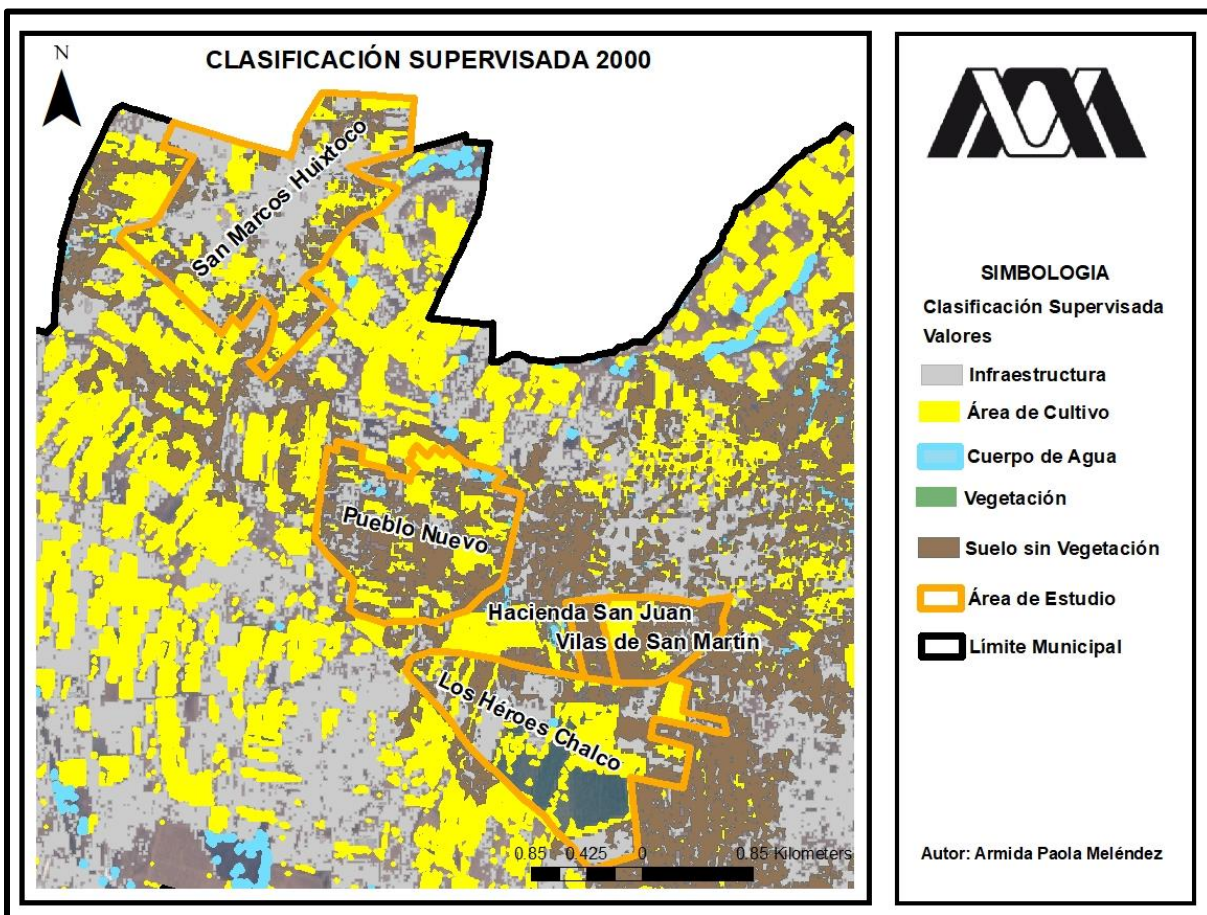 CLASIFICACIÓN SUPERVISADA 2000
N
San Marcos Huixtoco
Pueblo Nuevo
Hacienda San Juan
Vilas de San Martín
Los Héroes Chalco
0.85 0.425 0 0.85 Kilometers
SIMBOLOGIA
Clasificación Supervisada
Valores
Infraestructura
Área de Cultivo
Cuerpo de Agua
Vegetación
Suelo sin Vegetación
Área de Estudio
Límite Municipal
Autor: Armida Paola Meléndez